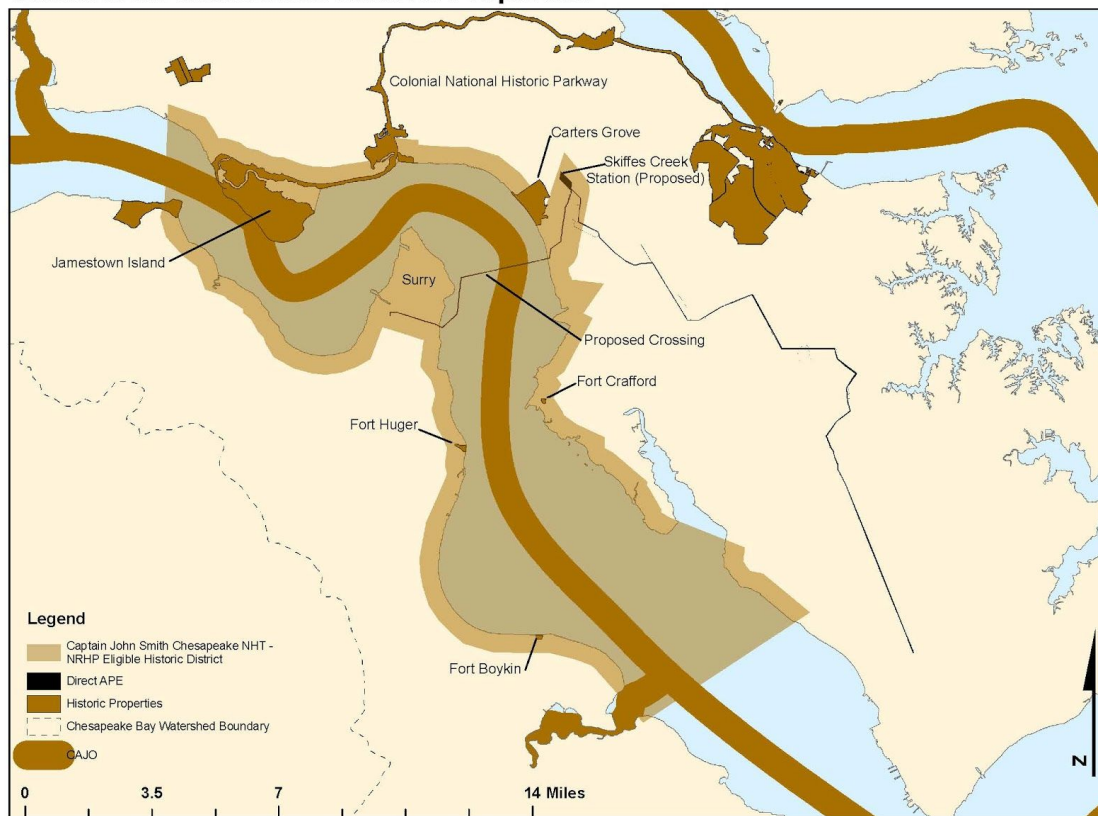 Colonial National Historic Parkway
Carters Grove
Skiffes Creek
Station (Proposed)
Jamestown Island
Surry
Proposed Crossing
Fort Crafford
Fort Huger
Fort Boykin
Legend
Captain John Smith Chesapeake NHT -
NRHP Eligible Historic District
Direct APE
Historic Properties
Chesapeake Bay Watershed Boundary
CAJO
0 3.5 7 14 Miles
N